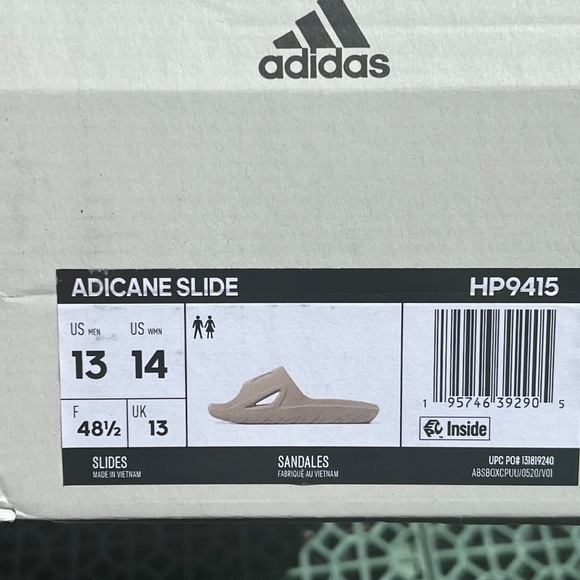 adidas
ADICANE SLIDE HP9415
US MEN US WMN
13 14
F UK
48½ 13
1 95746 39290 5
Inside
SLIDES SANDALES UPC PO# 131819240
MADE IN VIETNAM FABRIQUÉ AU VIETNAM ABSBOXCPUU/0520/V01